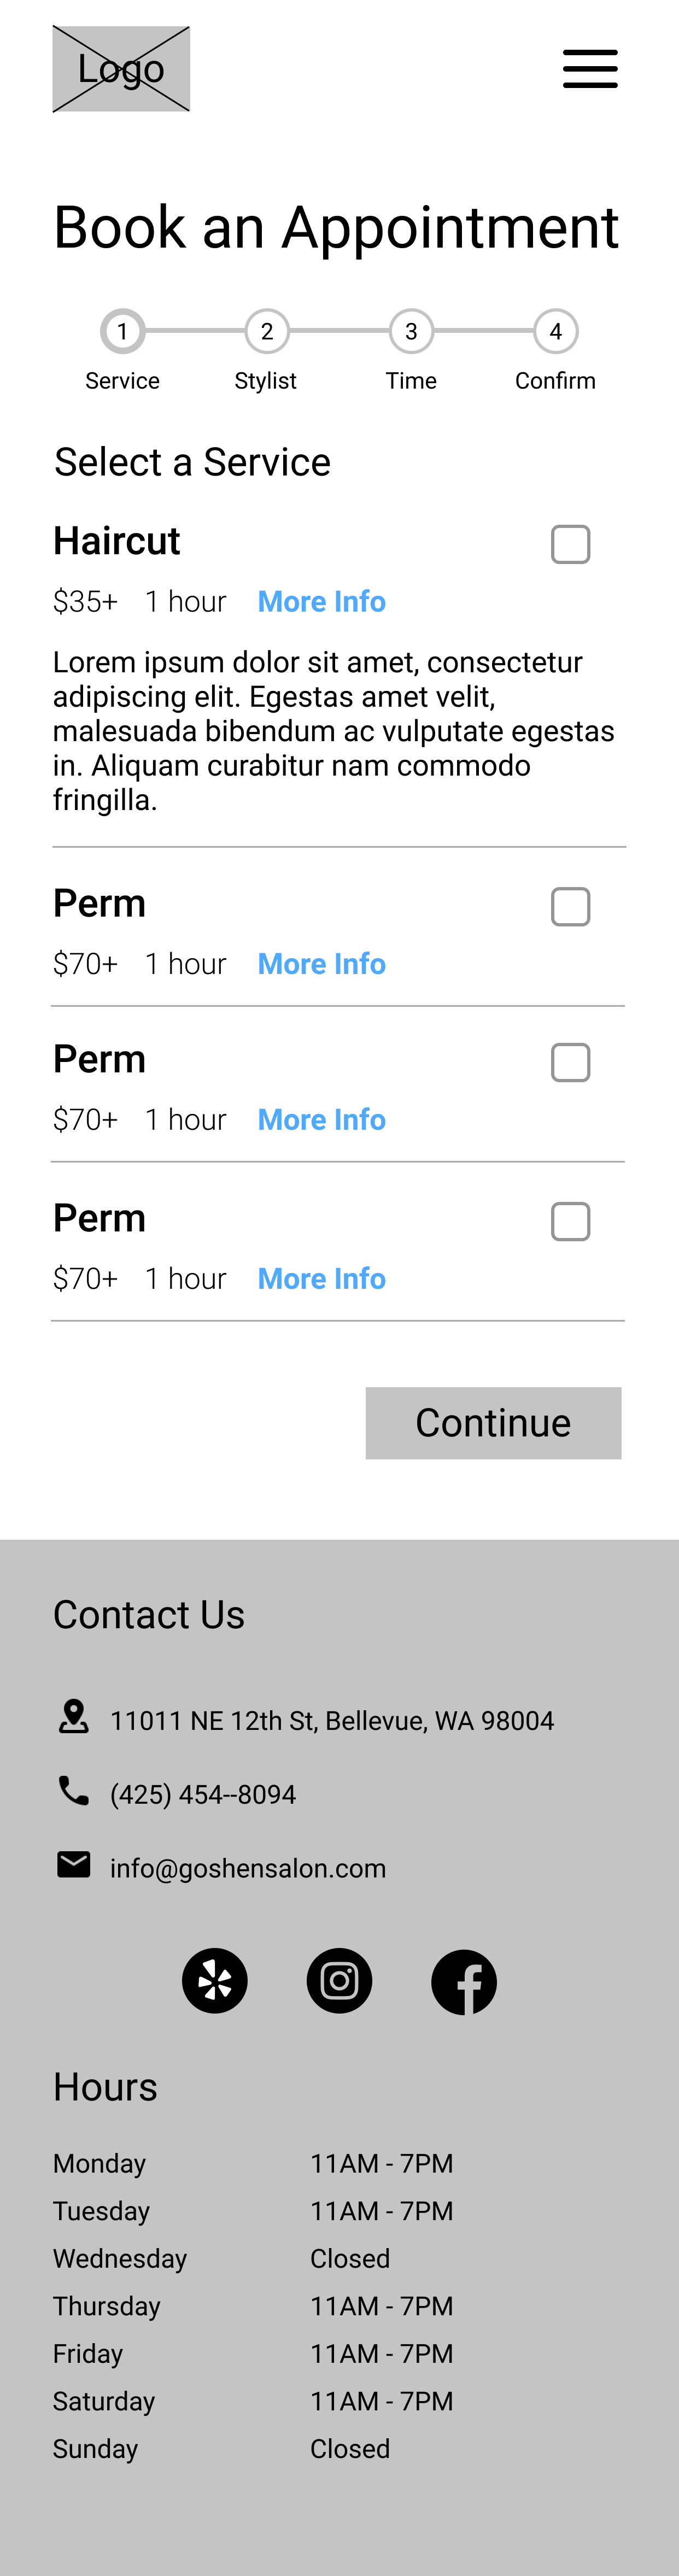 Logo
Book an Appointment
1 2 3 4
Service Stylist Time Confirm
Select a Service
Haircut
$35+ 1 hour More Info
Lorem ipsum dolor sit amet, consectetur
adipiscing elit. Egestas amet velit,
malesuada bibendum ac vulputate egestas
in. Aliquam curabitur nam commodo
fringilla.
Perm
$70+ 1 hour More Info
Perm
$70+ 1 hour More Info
Perm
$70+ 1 hour More Info
Continue
Contact Us
11011 NE 12th St, Bellevue, WA 98004
(425) 454--8094
info@goshensalon.com
Hours
Monday 11AM - 7PM
Tuesday 11AM - 7PM
Wednesday Closed
Thursday 11AM - 7PM
Friday 11AM - 7PM
Saturday 11AM - 7PM
Sunday Closed